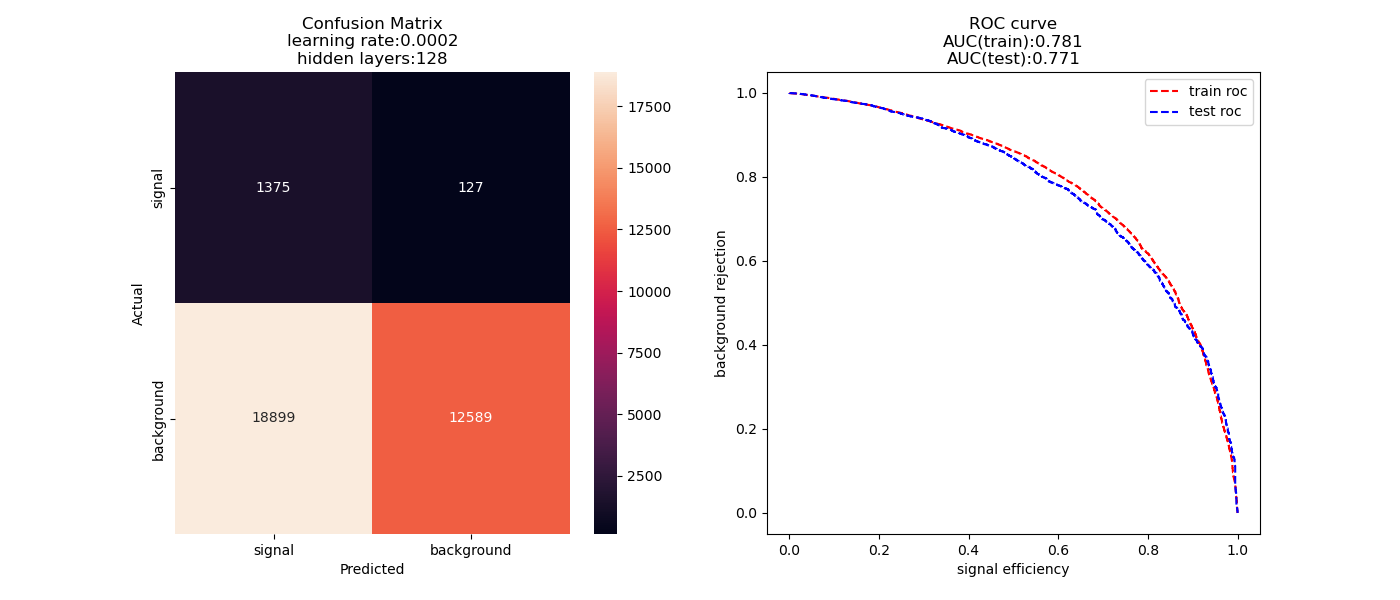 Confusion Matrix
learning rate:0.0002
hidden layers:128
signal
background
Actual
1375
127
18899
12589
signal
background
Predicted
17500
15000
12500
10000
7500
5000
2500
ROC curve
AUC(train):0.781
AUC(test):0.771
train roc
test roc
background rejection
1.0
0.8
0.6
0.4
0.2
0.0
0.0
0.2
0.4
0.6
0.8
1.0
signal efficiency